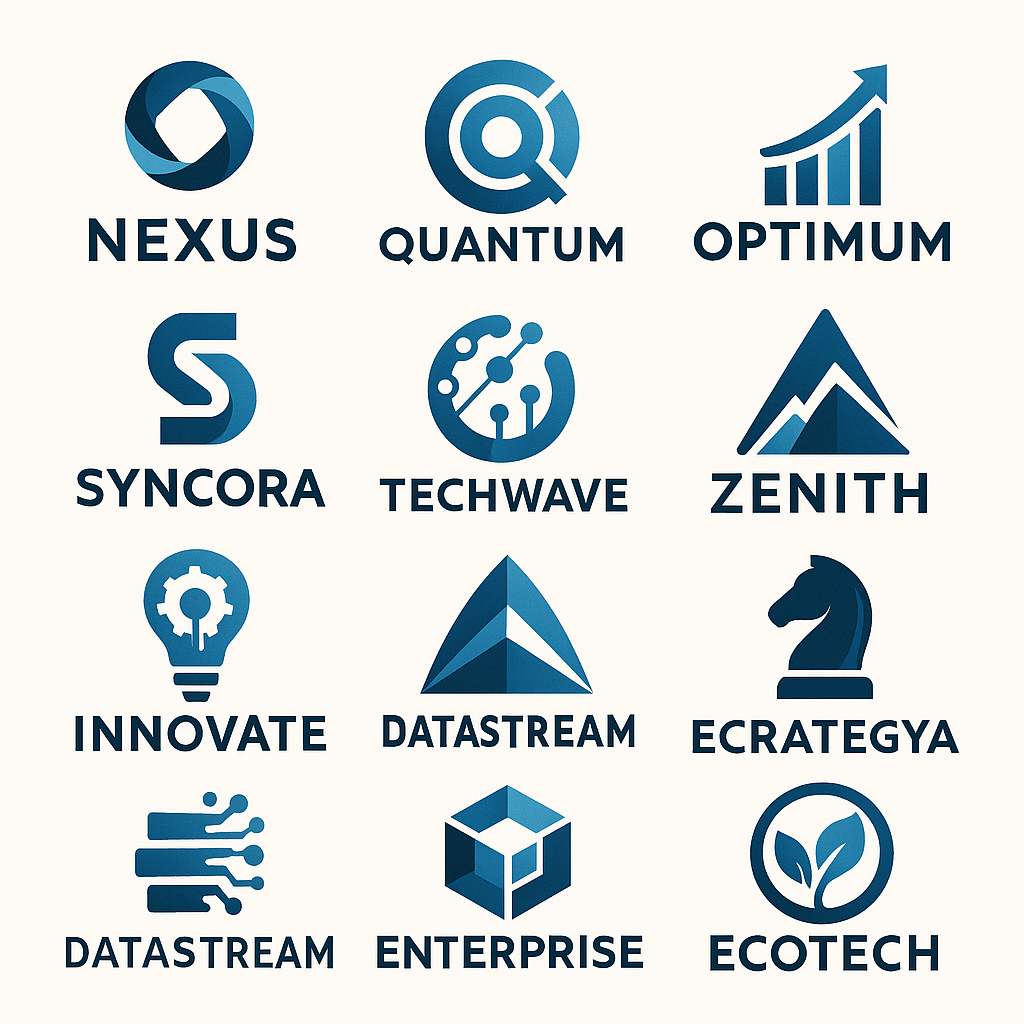 NEXUS
QUANTUM
OPTIMUM
SYNCORA
TECHWAVE
ZENITH
INNOVATE
DATASTREAM
ECRATEGYA
DATASTREAM
ENTERPRISE
ECOTECH